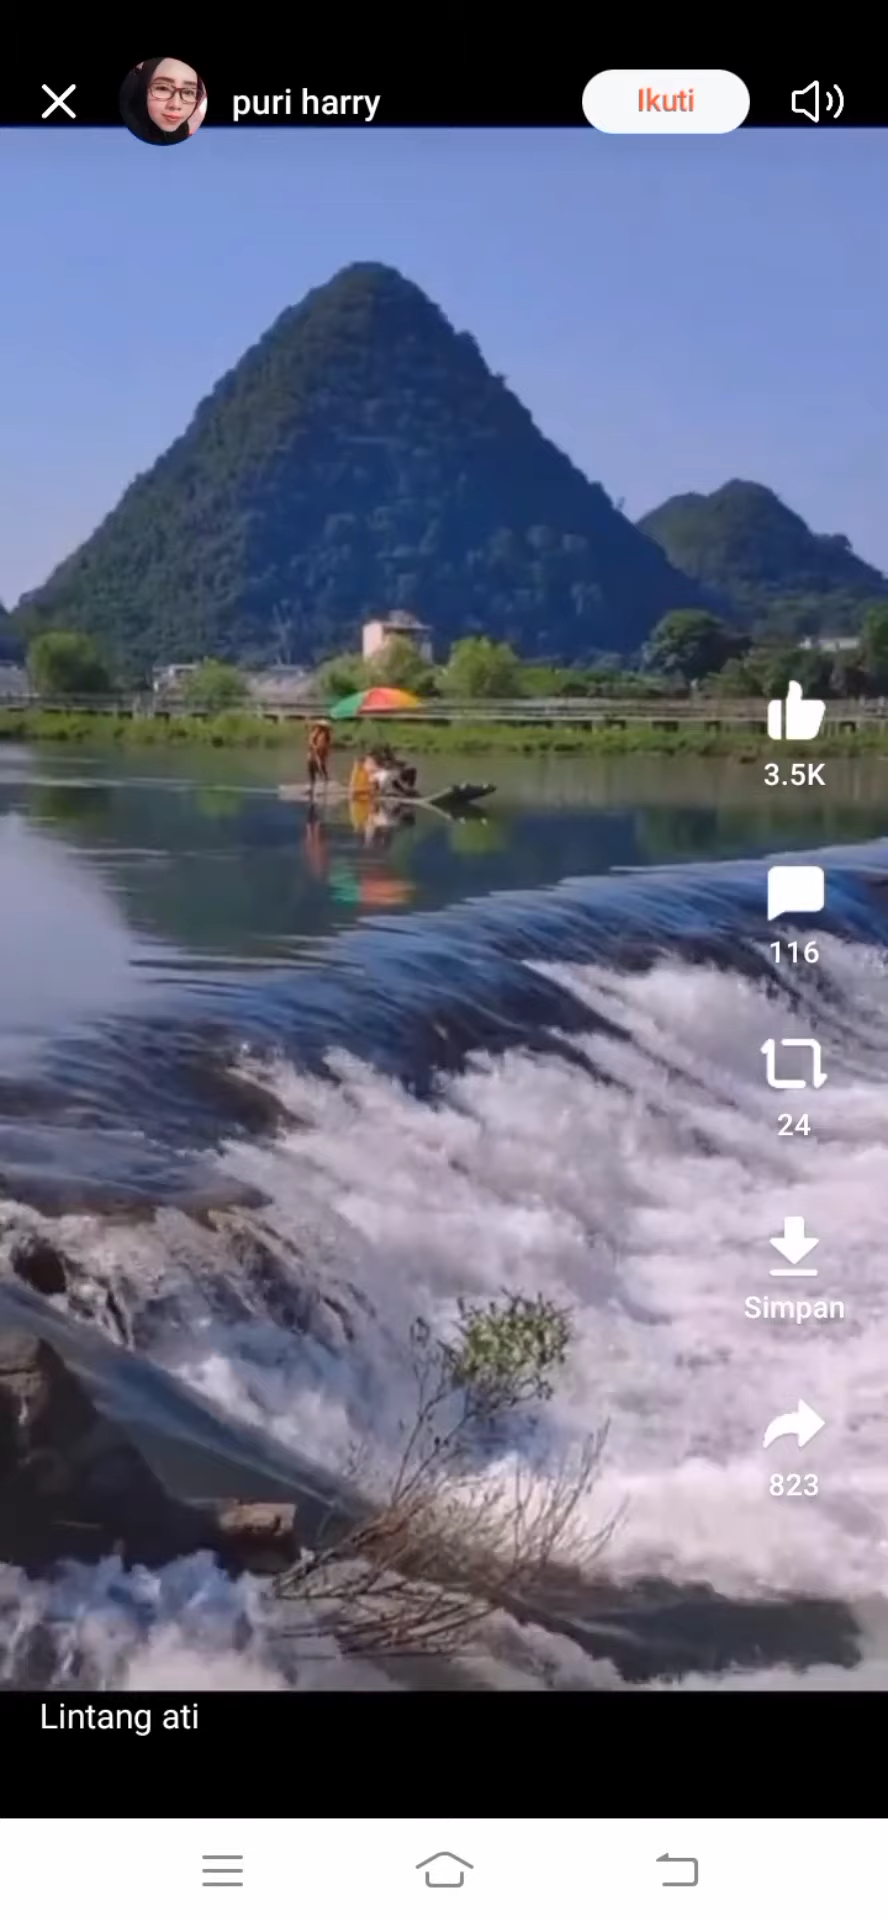 puri harry
Ikuti
3.5K
116
24
Simpan
823
Lintang ati